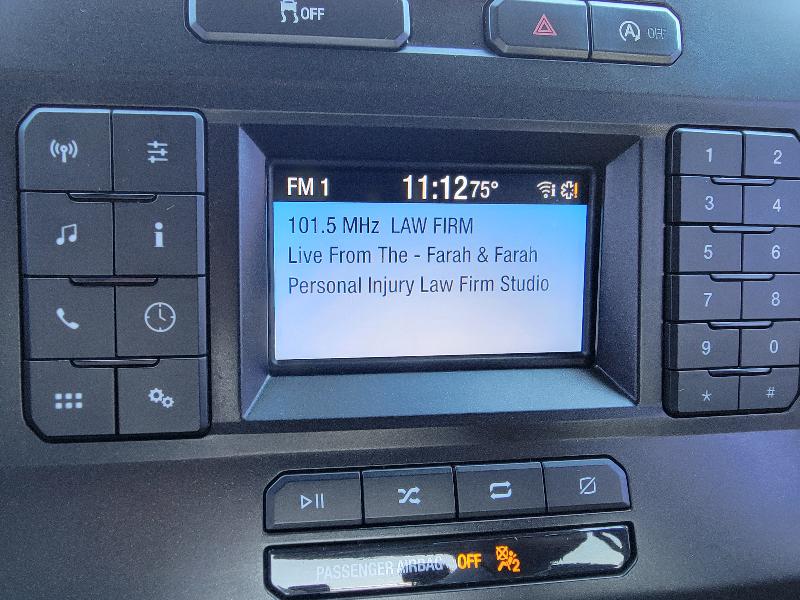 OFF
A OFF
FM 1 11:12 75°
101.5 MHz LAW FIRM
Live From The - Farah & Farah
Personal Injury Law Firm Studio
i
1 2
3 4
5 6
7 8
9 0
* #
PASSENGER AIRBAG OFF 2